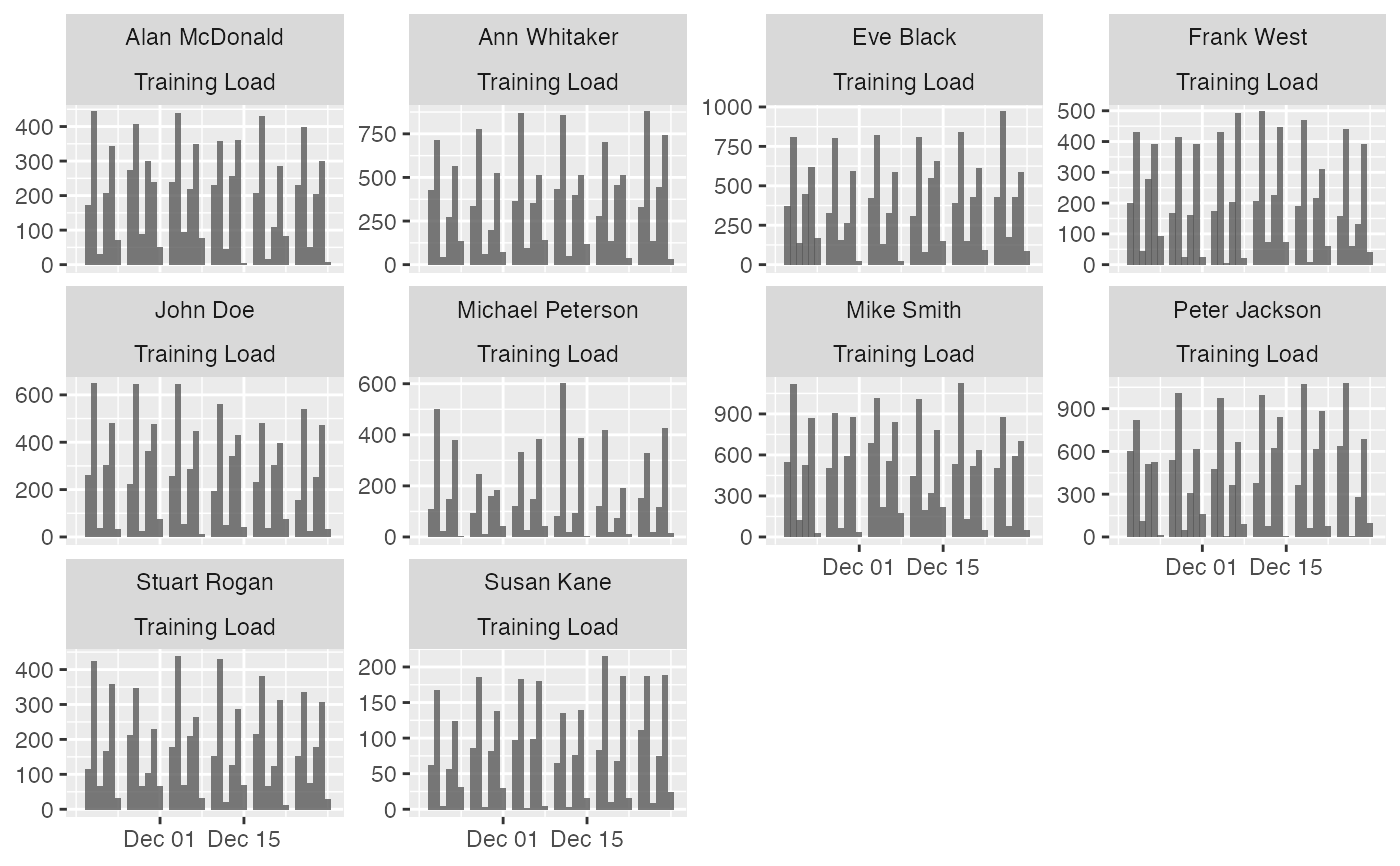 Alan McDonald
Training Load
400
300
200
100
0
Ann Whitaker
Training Load
750
500
250
0
Eve Black
Training Load
1000
750
500
250
0
Frank West
Training Load
500
400
300
200
100
0
John Doe
Training Load
600
400
200
0
Michael Peterson
Training Load
600
400
200
0
Mike Smith
Training Load
900
600
300
0
Dec 01 Dec 15
Peter Jackson
Training Load
900
600
300
0
Dec 01 Dec 15
Stuart Rogan
Training Load
400
300
200
100
0
Dec 01 Dec 15
Susan Kane
Training Load
200
150
100
50
0
Dec 01 Dec 15